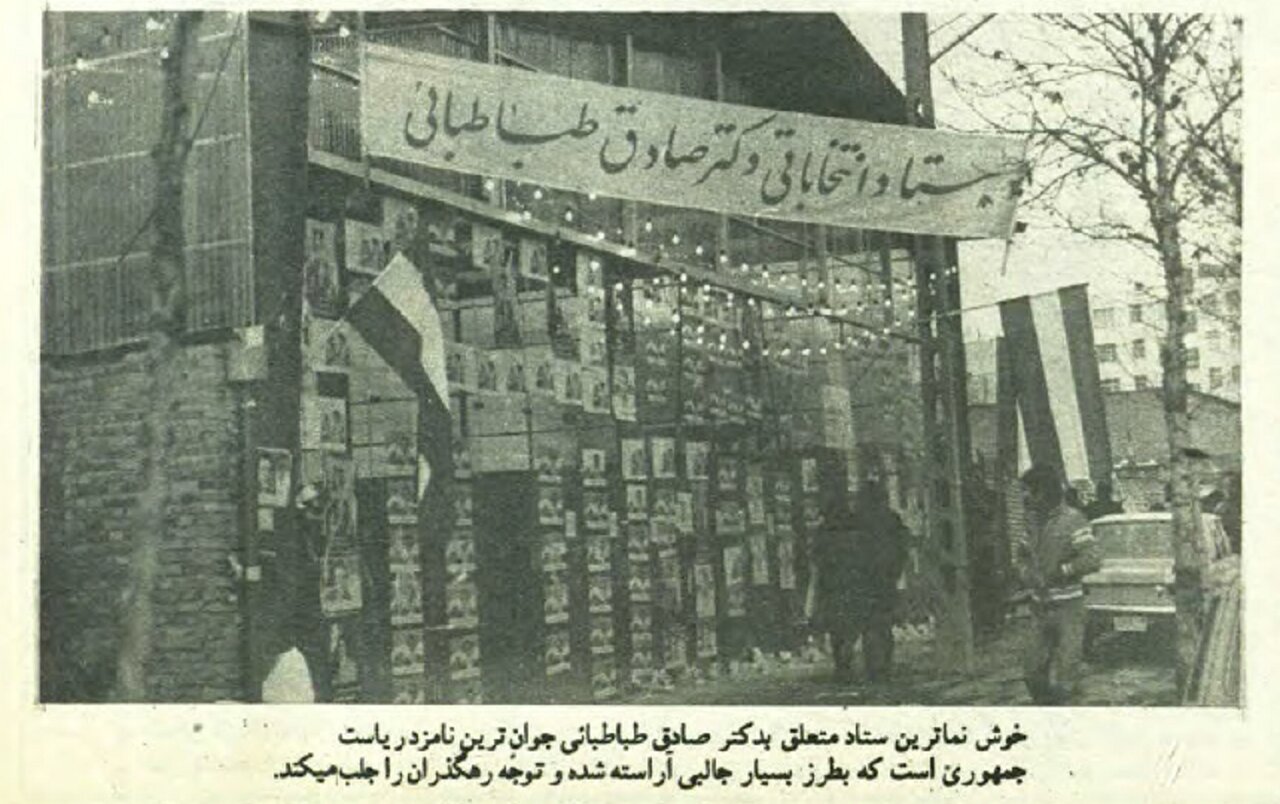 ستاد انتخاباتی دکتر صادق طباطبائی
خوش نماترین ستاد متعلق بدکتر صادق طباطبائی جوان ترین نامزد ریاست
جمهوری است که بطرز بسیار جالبی آراسته شده و توجه رهگذران را جلب میکند.